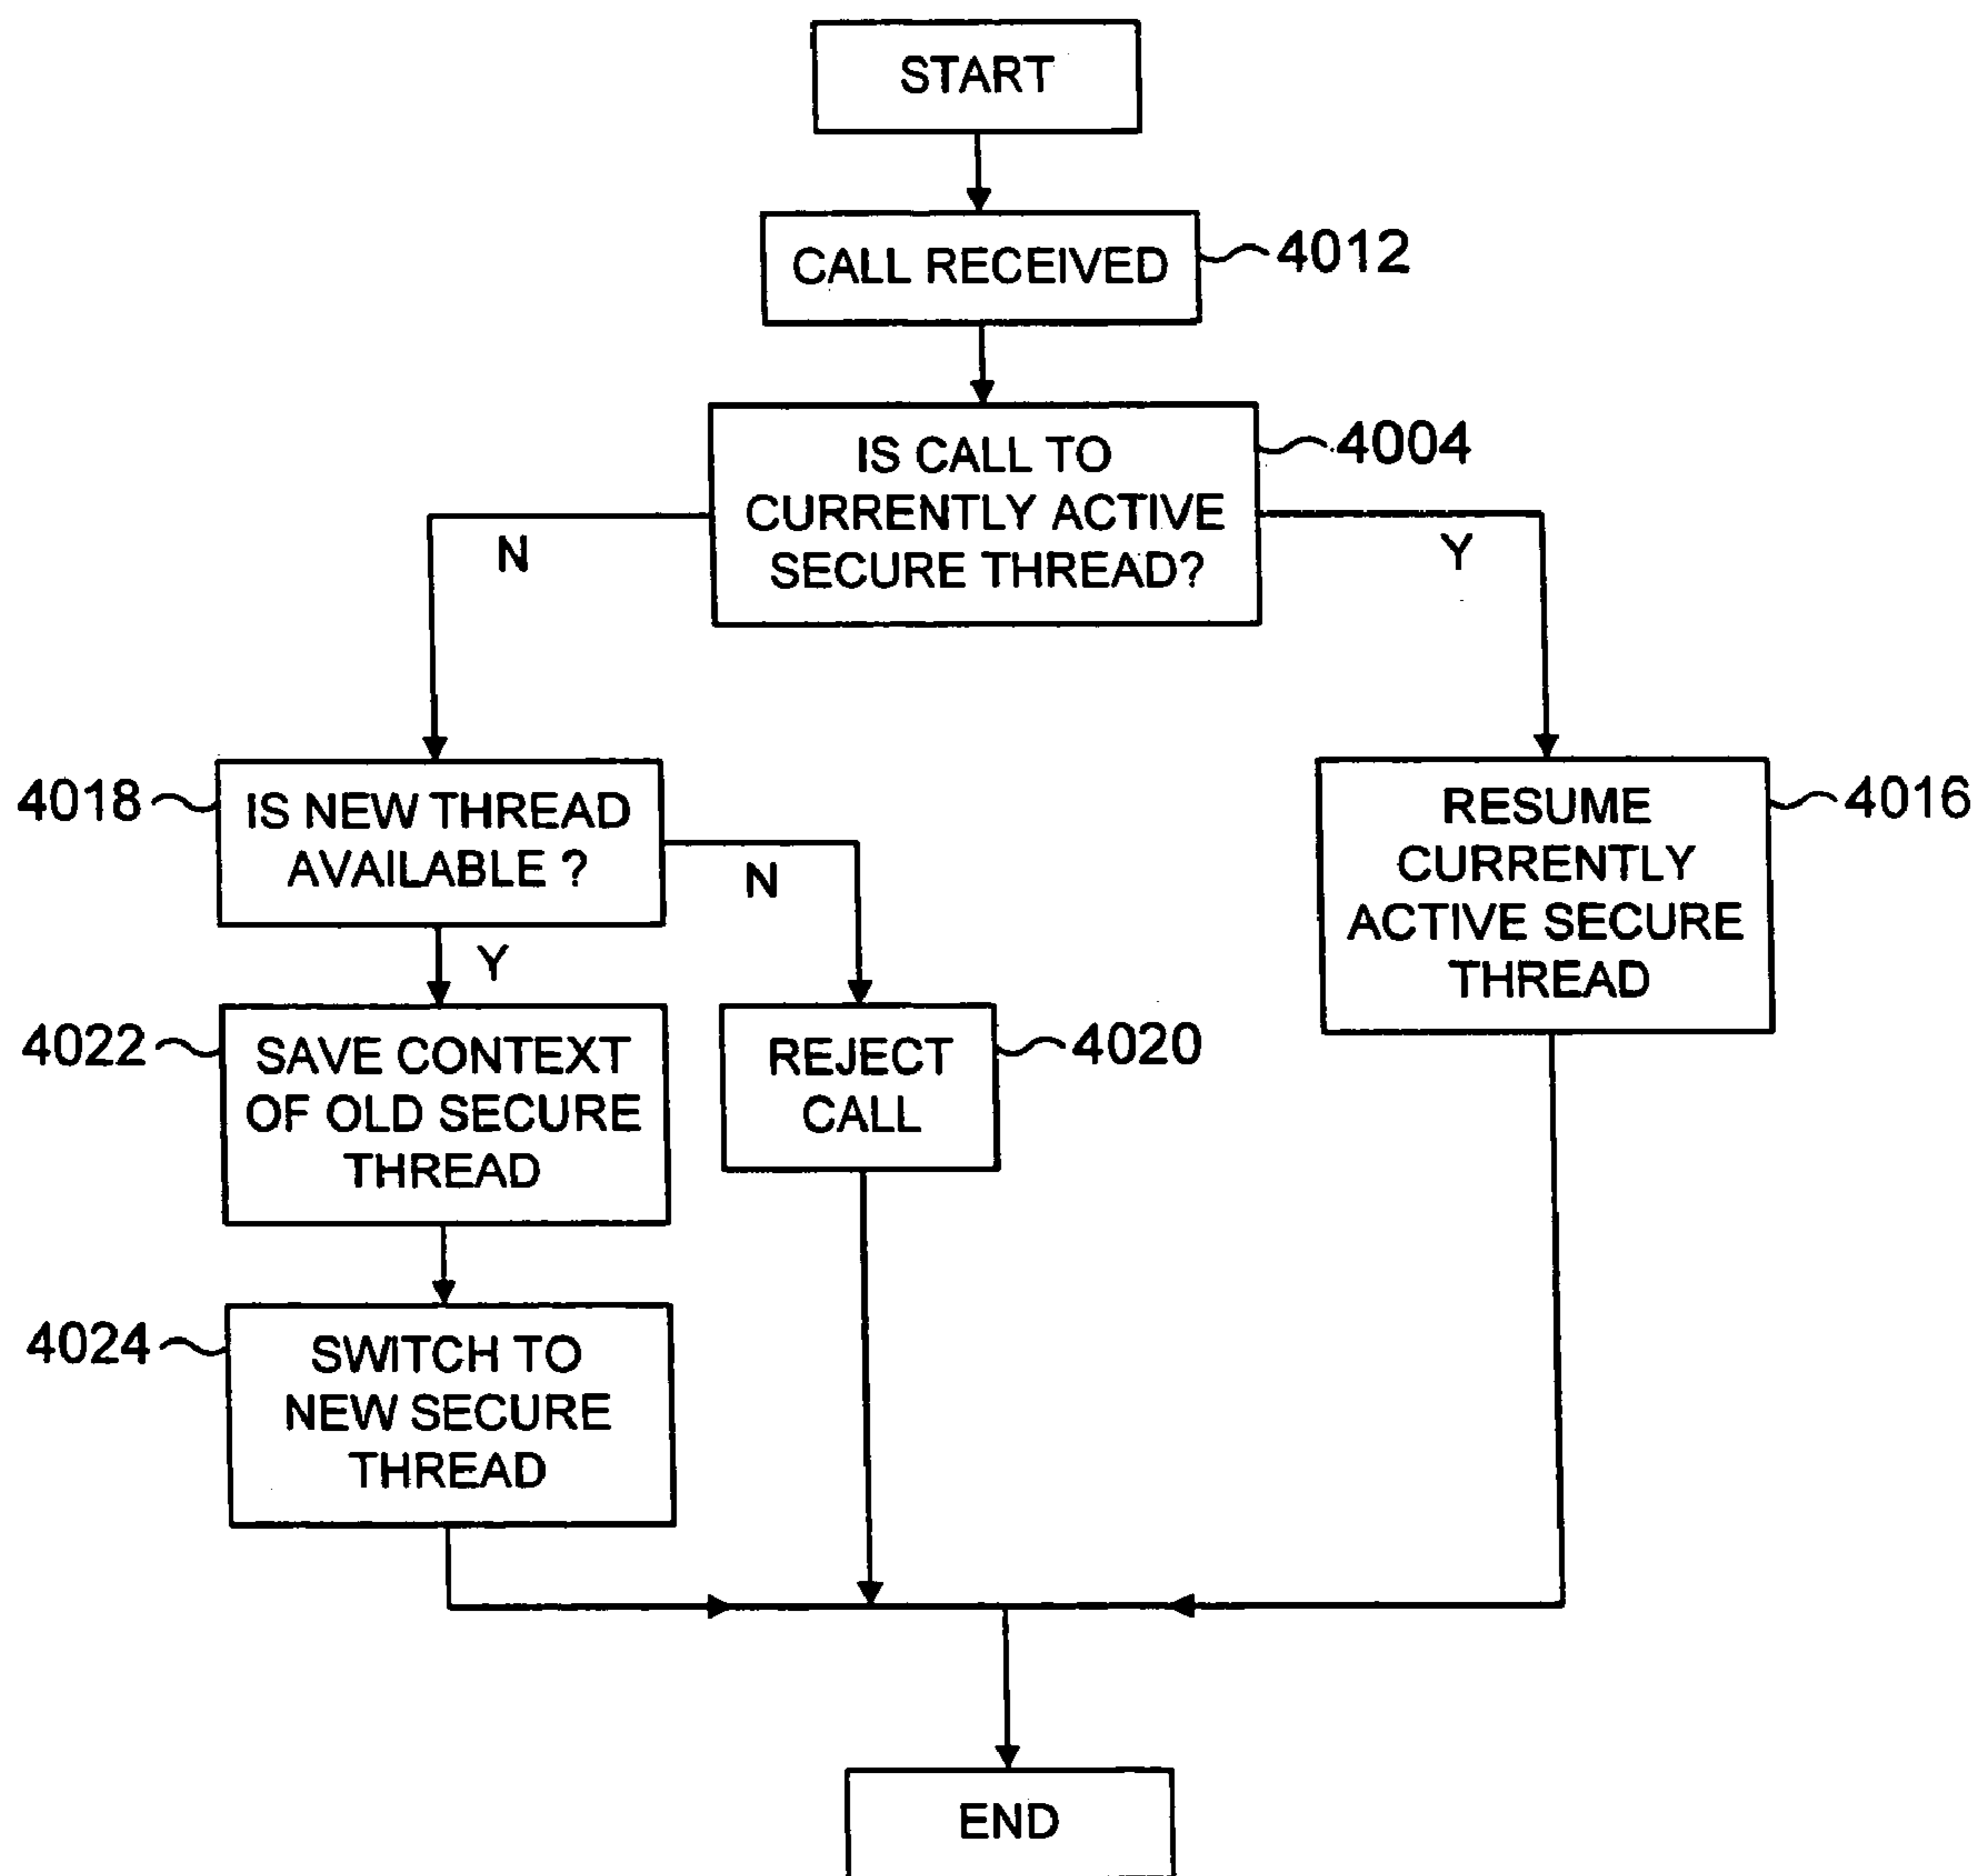 START
CALL RECEIVED
4012
IS CALL TO
CURRENTLY ACTIVE
SECURE THREAD?
4004
N
Y
4018
IS NEW THREAD
AVAILABLE ?
N
Y
RESUME
CURRENTLY
ACTIVE SECURE
THREAD
4016
4022
SAVE CONTEXT
OF OLD SECURE
THREAD
REJECT
CALL
4020
4024
SWITCH TO
NEW SECURE
THREAD
END